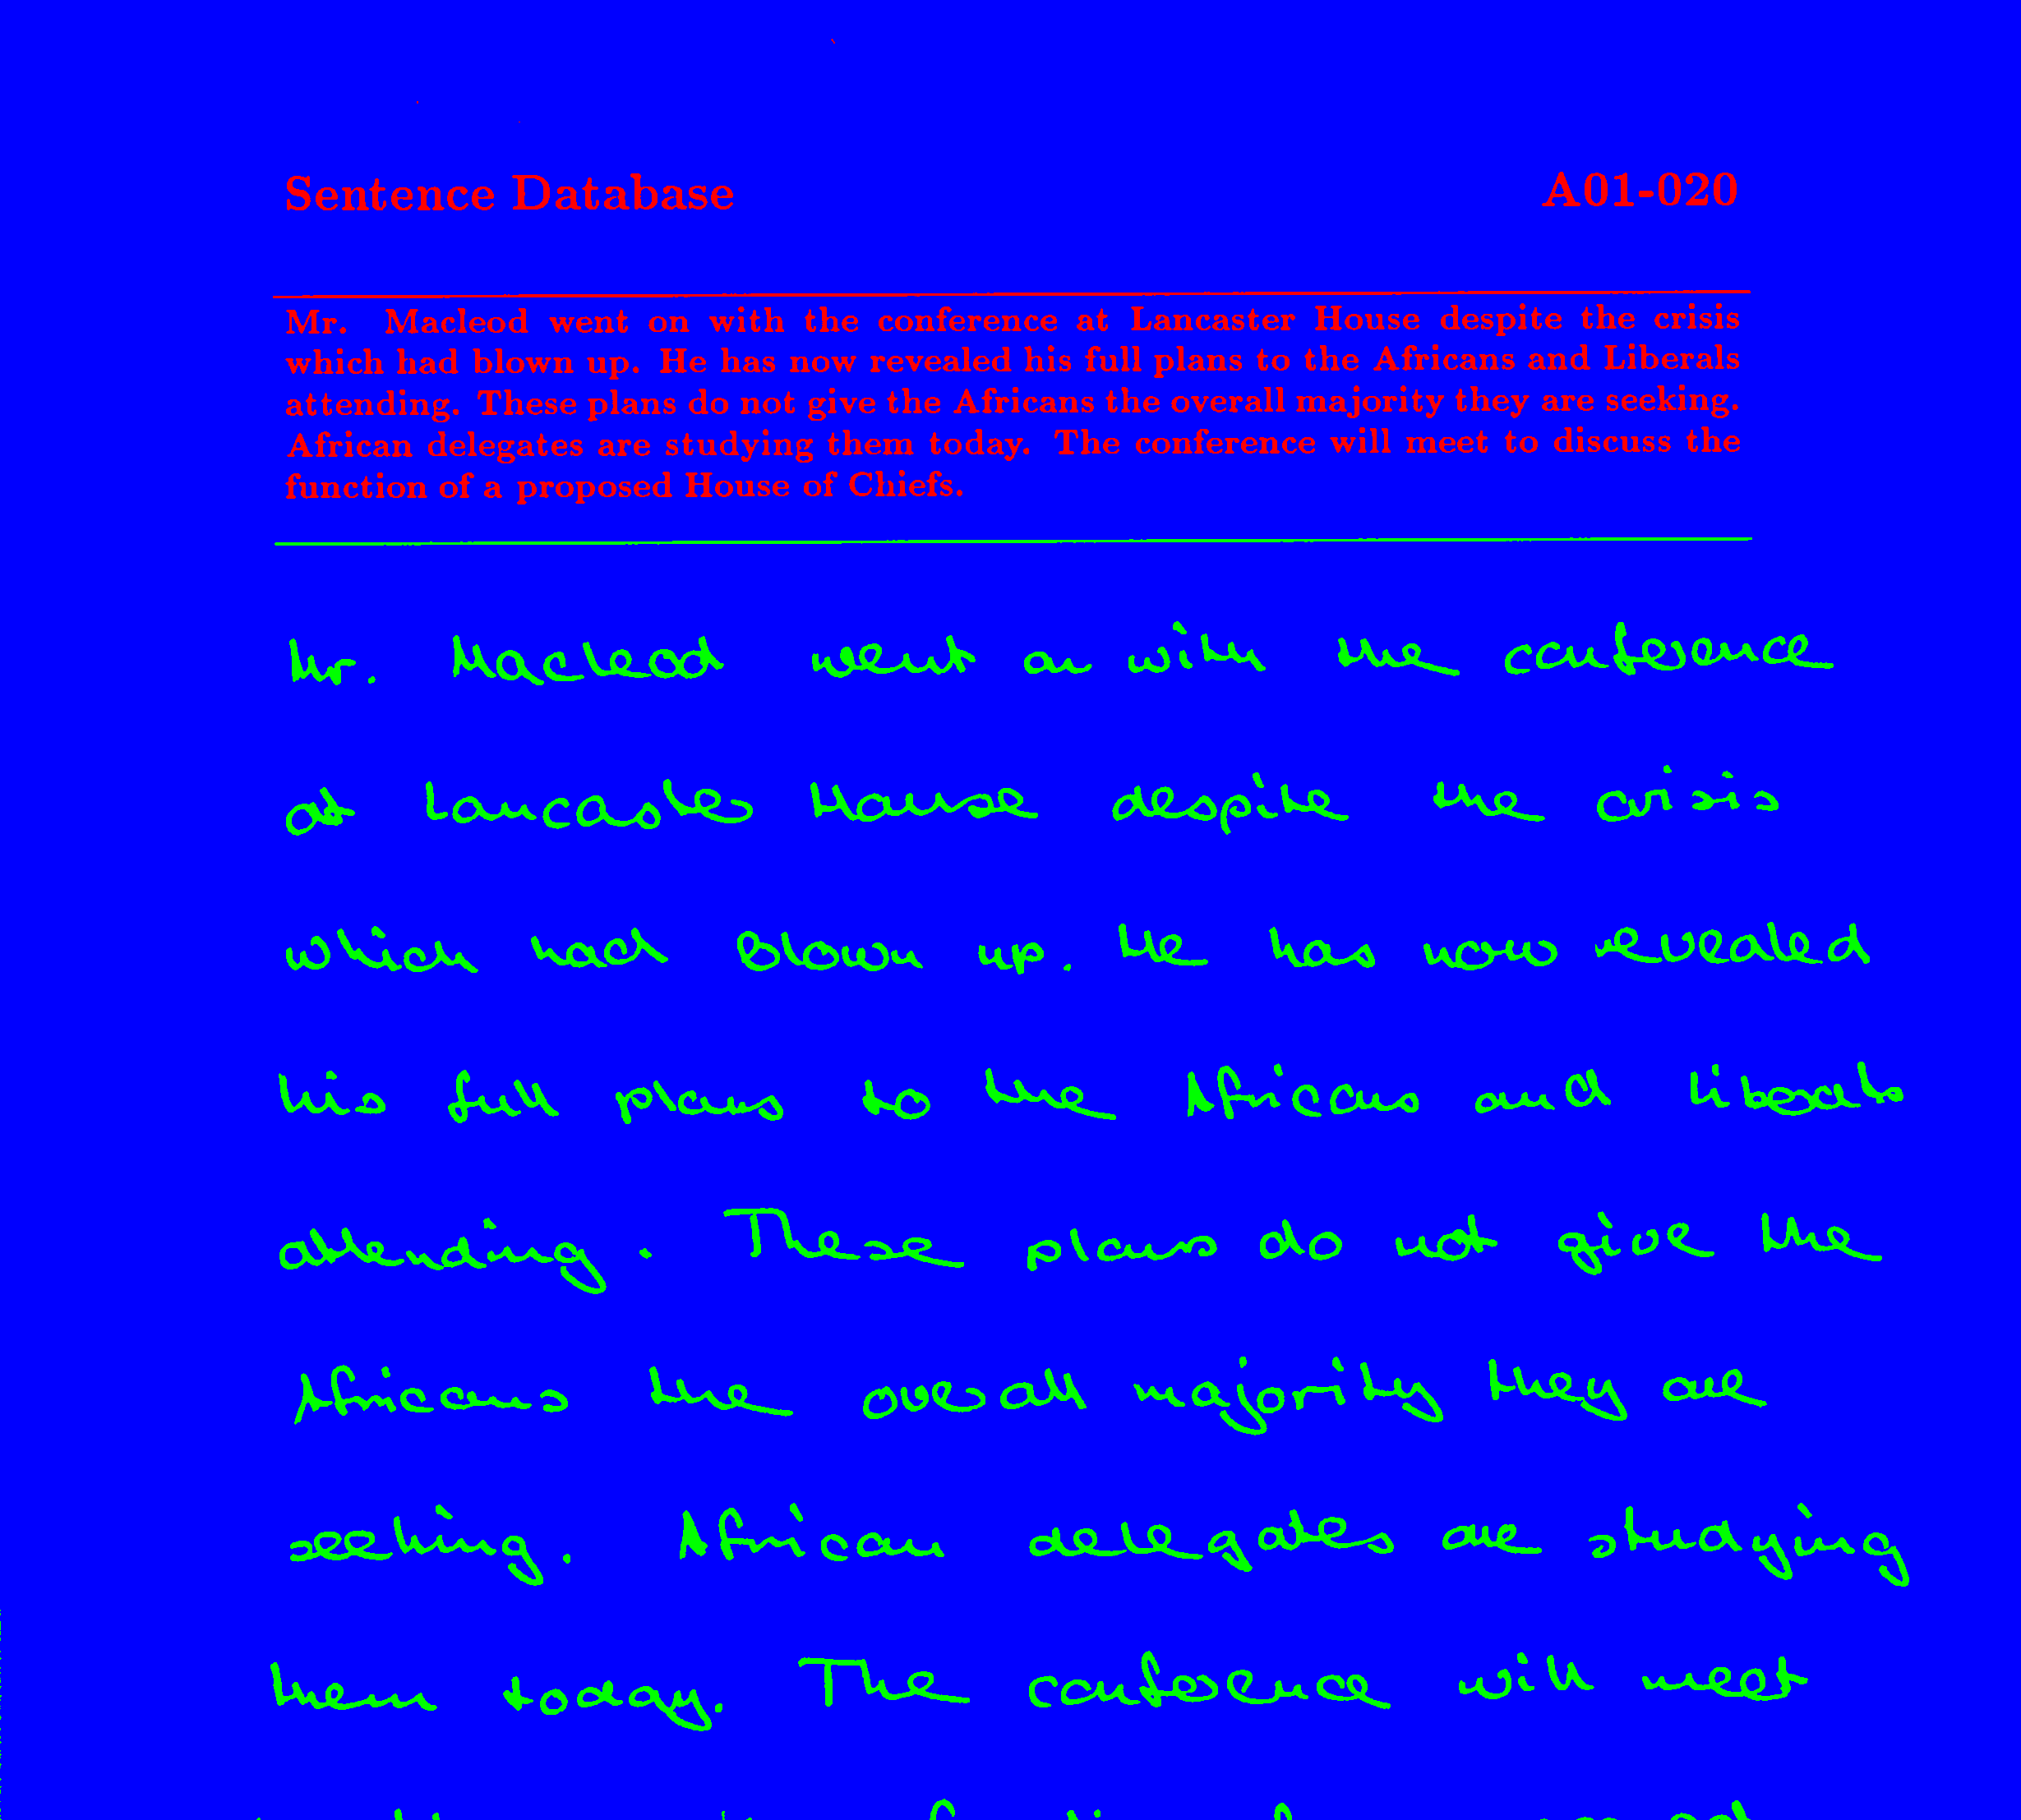 Sentence Database A01-020
Mr. Macleod went on with the conference at Lancaster House despite the crisis
which had blown up. He has now revealed his full plans to the Africans and Liberals
attending. These plans do not give the Africans the overall majority they are seeking.
African delegates are studying them today. The conference will meet to discuss the
function of a proposed House of Chiefs.
Mr. Macleod went on with the conference
at Lancaster House despite the crisis
which had blown up. He has now revealed
his full plans to the Africans and Liberals
attending. These plans do not give the
Africans the overall majority they are
seeking. African delegates are studying
them today. The conference will meet